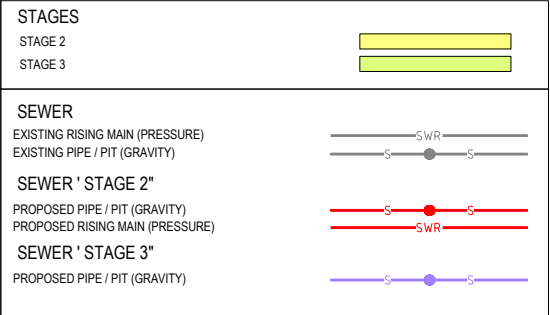 STAGES
STAGE 2
STAGE 3
SEWER
EXISTING RISING MAIN (PRESSURE) SWR
EXISTING PIPE / PIT (GRAVITY) S S
SEWER ' STAGE 2"
PROPOSED PIPE / PIT (GRAVITY) S S
PROPOSED RISING MAIN (PRESSURE) SWR
SEWER ' STAGE 3"
PROPOSED PIPE / PIT (GRAVITY) S S